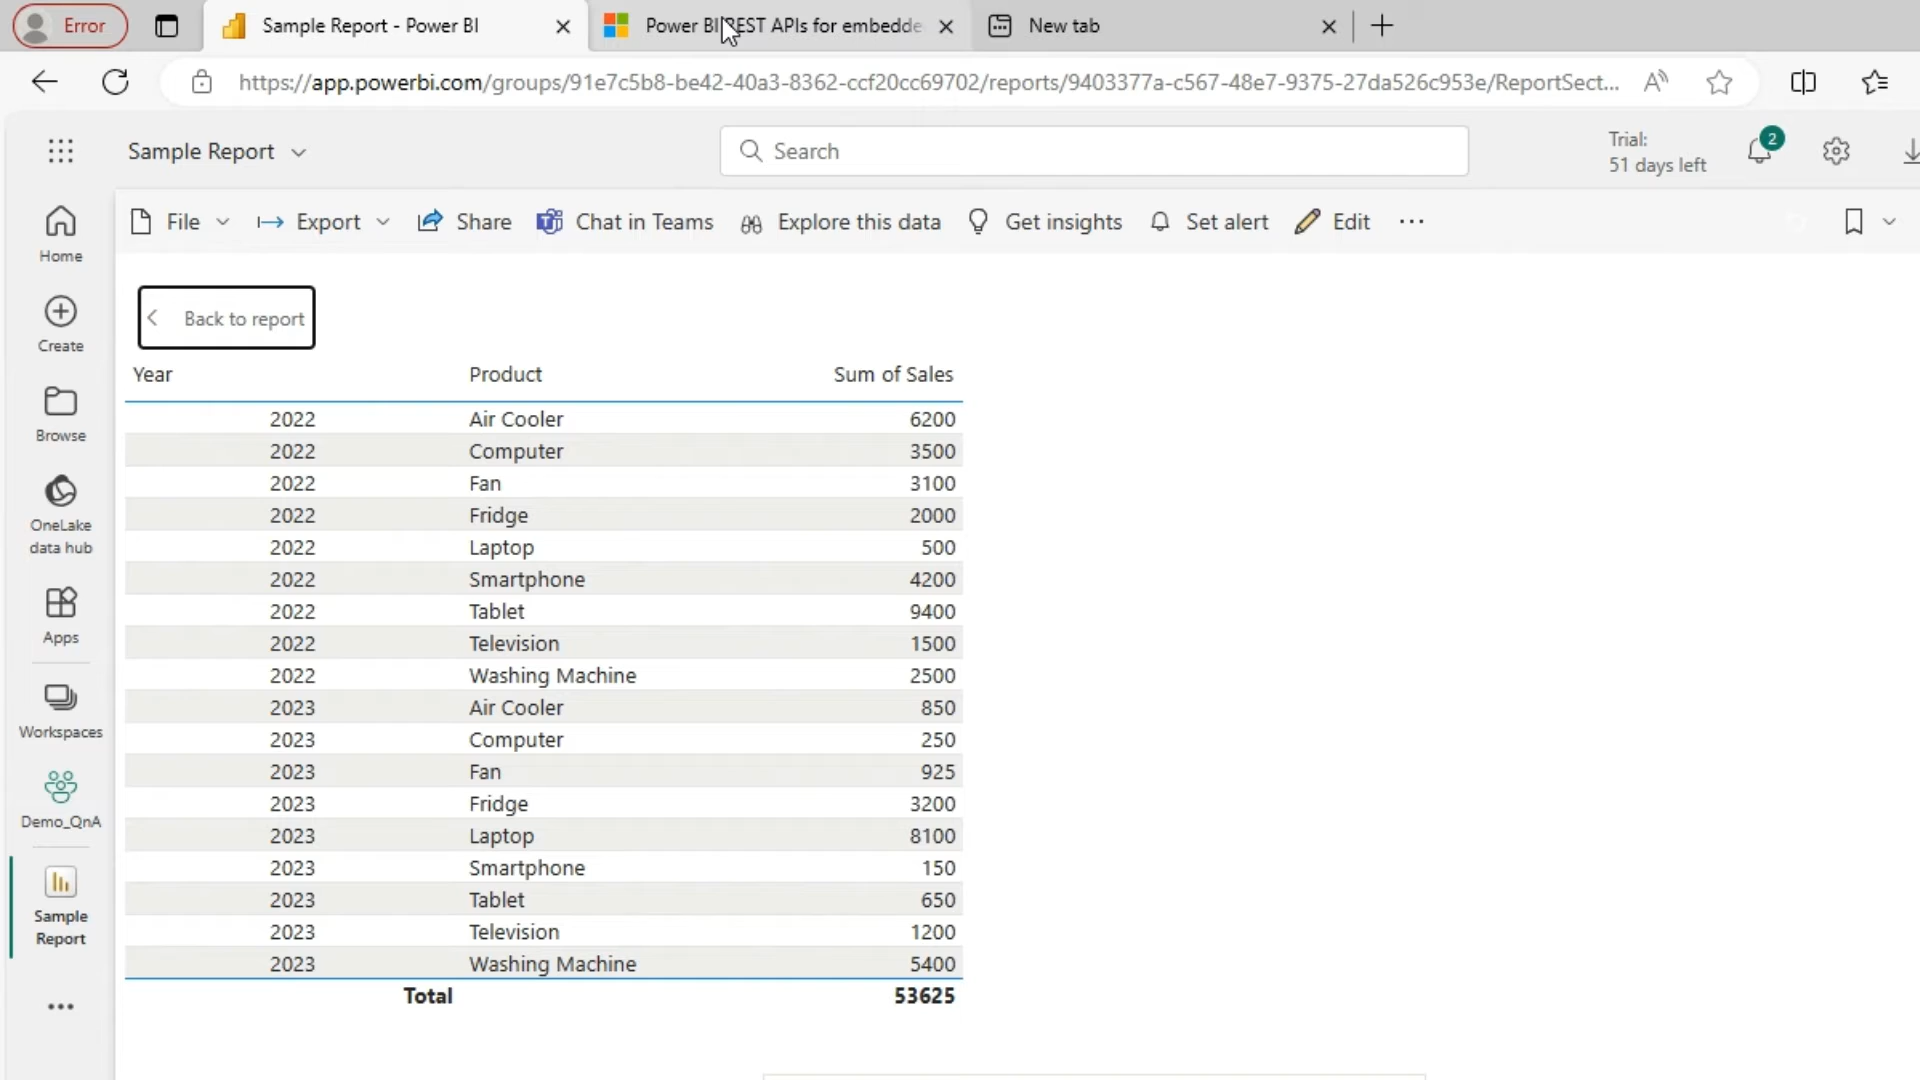 Error
Sample Report - Power BI
Power BI REST APIs for embedde
New tab
https://app.powerbi.com/groups/91e7c5b8-be42-40a3-8362-ccf20cc69702/reports/9403377a-c567-48e7-9375-27da526c953e/ReportSect...
Sample Report
Search
Trial:
51 days left
2
File
Export
Share
Chat in Teams
Explore this data
Get insights
Set alert
Edit
Home
Create
Browse
OneLake
data hub
Apps
Workspaces
Demo_QnA
Sample
Report
Back to report
Year Product Sum of Sales
2022 Air Cooler 6200
2022 Computer 3500
2022 Fan 3100
2022 Fridge 2000
2022 Laptop 500
2022 Smartphone 4200
2022 Tablet 9400
2022 Television 1500
2022 Washing Machine 2500
2023 Air Cooler 850
2023 Computer 250
2023 Fan 925
2023 Fridge 3200
2023 Laptop 8100
2023 Smartphone 150
2023 Tablet 650
2023 Television 1200
2023 Washing Machine 5400
Total 53625